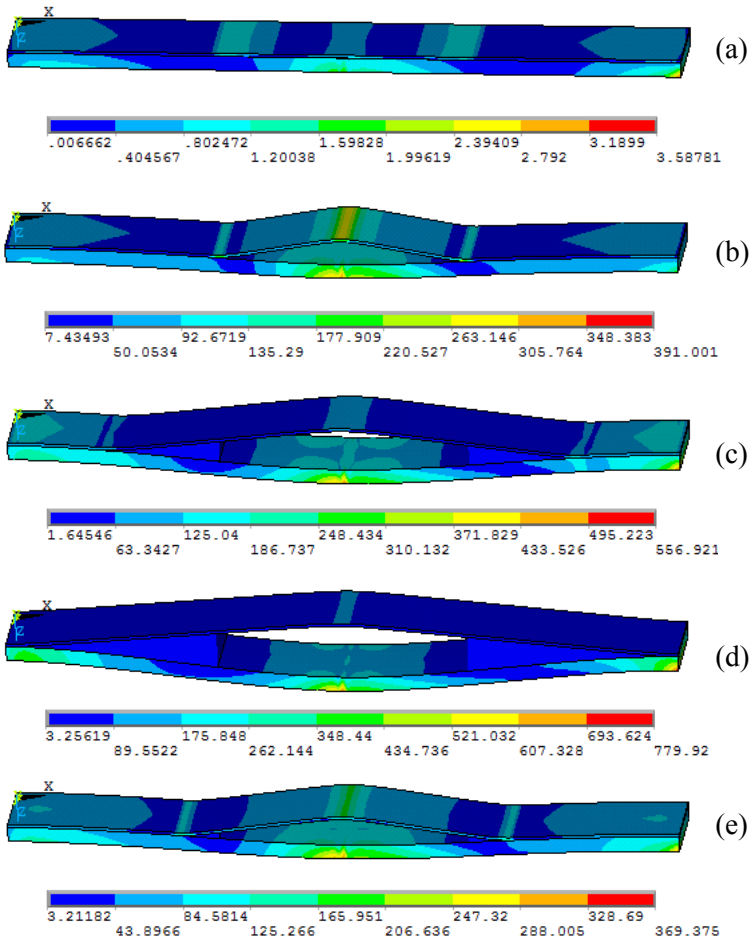 X
Y
Z
(a)
.006662 .802472 1.59828 2.39409 3.1899
.404567 1.20038 1.99619 2.792 3.58781
X
Y
Z
(b)
7.43493 92.6719 177.909 263.146 348.383
50.0534 135.29 220.527 305.764 391.001
X
Y
Z
(c)
1.64546 125.04 248.434 371.829 495.223
63.3427 186.737 310.132 433.526 556.921
X
Y
Z
(d)
3.25619 175.848 348.44 521.032 693.624
89.5522 262.144 434.736 607.328 779.92
X
Y
Z
(e)
3.21182 84.5814 165.951 247.32 328.69
43.8966 125.266 206.636 288.005 369.375